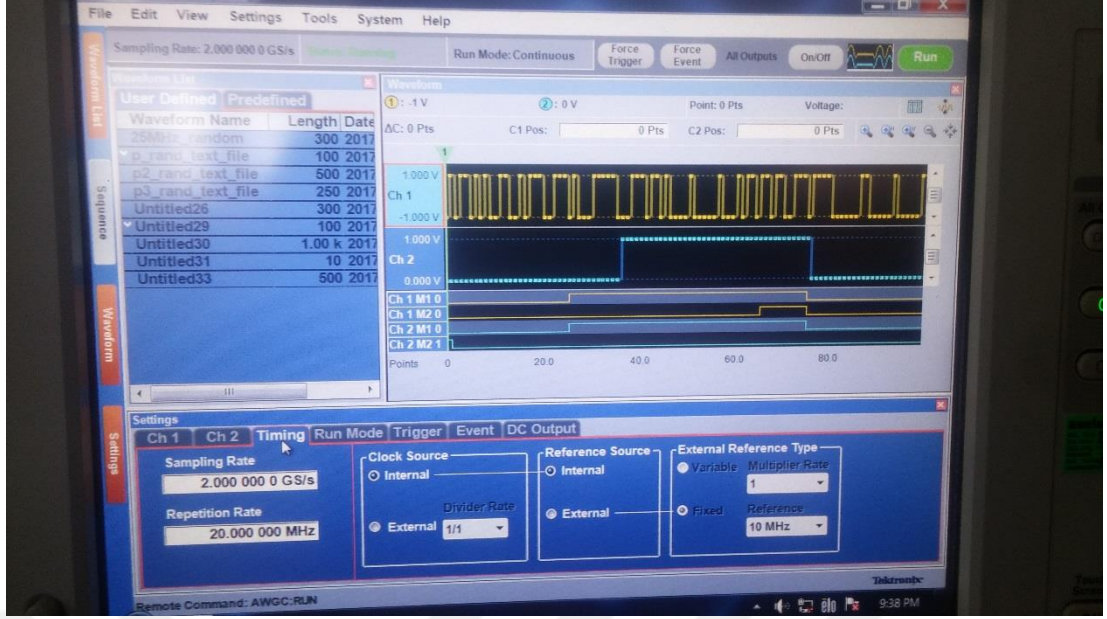 File Edit View Settings Tools System Help
Sampling Rate: 2.000 000 0 GS/s Run Mode: Continuous Force Trigger Force Event All Outputs On/Off Run
Waveform List
User Defined Predefined
Waveform Name Length Date
25MHz_random 300 2017
p_rand_text_file 100 2017
p2_rand_text_file 500 2017
p3_rand_text_file 250 2017
Untitled26 300 2017
Untitled29 100 2017
Untitled30 1.00 k 2017
Untitled31 10 2017
Untitled33 500 2017
Waveform
1: -1 V 2: 0 V Point: 0 Pts Voltage:
ΔC: 0 Pts C1 Pos: 0 Pts C2 Pos: 0 Pts
1
1.000 V
Ch 1
-1.000 V
1.000 V
Ch 2
0.000 V
Ch 1 M1 0
Ch 1 M2 0
Ch 2 M1 0
Ch 2 M2 1
Points 0 20.0 40.0 60.0 80.0
Waveform List
Sequence
Waveform
Settings
Settings
Ch 1 Ch 2 Timing Run Mode Trigger Event DC Output
Sampling Rate
2.000 000 0 GS/s
Repetition Rate
20.000 000 MHz
Clock Source
Internal
Divider Rate
External 1/1
Reference Source
Internal
External
External Reference Type
Variable Multiplier Rate
1
Fixed Reference
10 MHz
Tektronix
Remote Command: AWGC:RUN
elo 9:38 PM